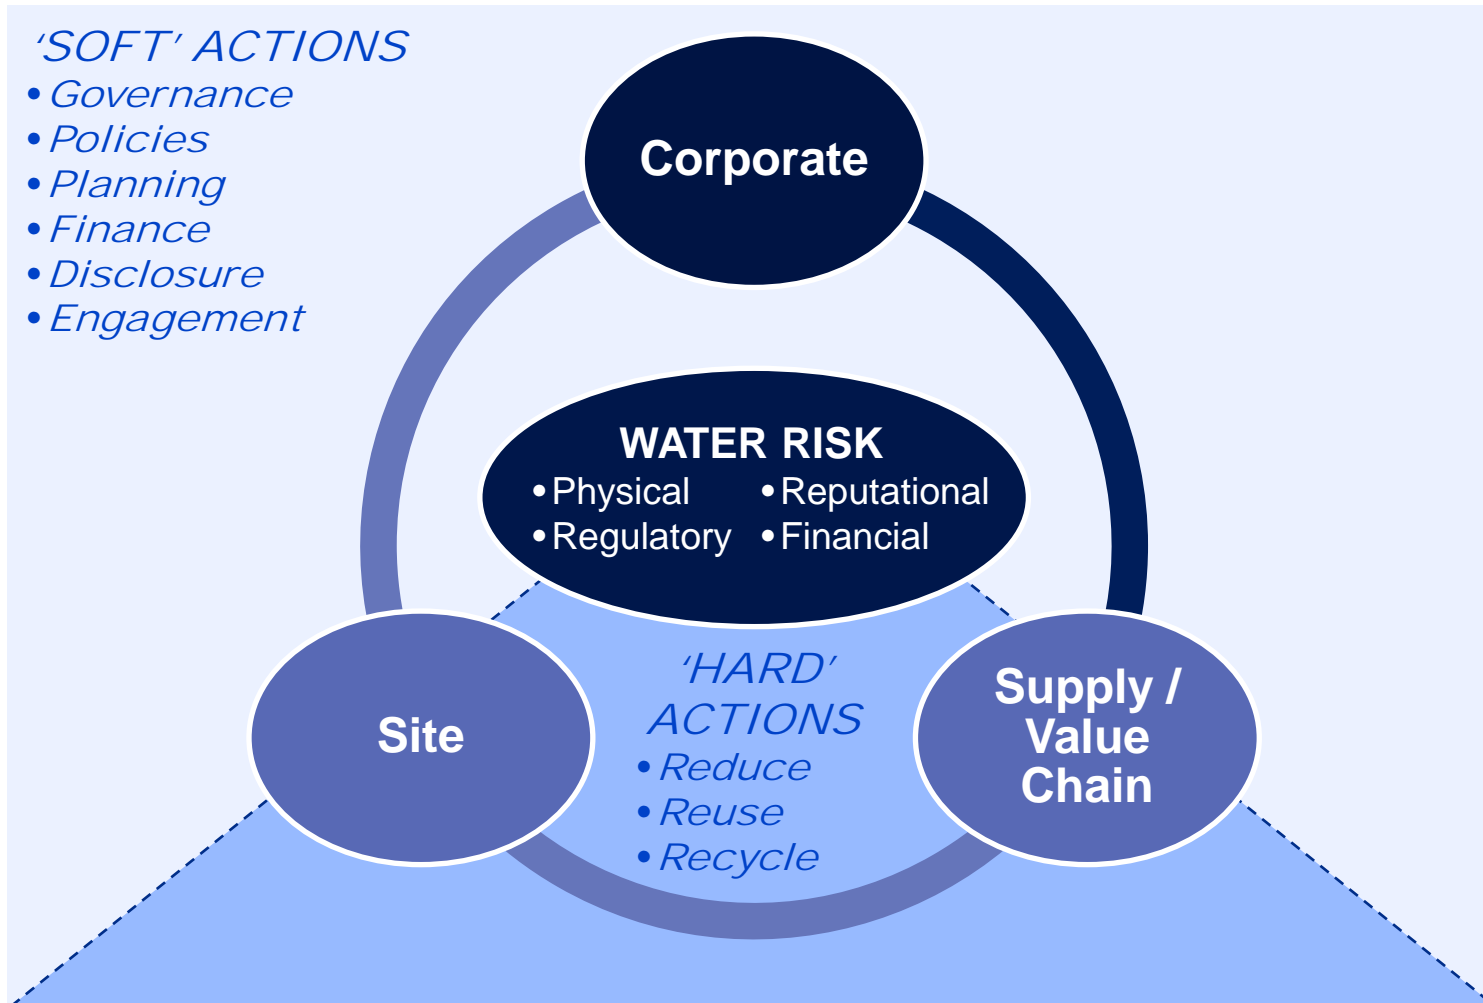 ‘SOFT’ ACTIONS
•Governance
•Policies
•Planning
•Finance
•Disclosure
•Engagement
Corporate
WATER RISK
•Physical •Reputational
•Regulatory •Financial
‘HARD’
ACTIONS
•Reduce
•Reuse
•Recycle
Site
Supply /
Value
Chain